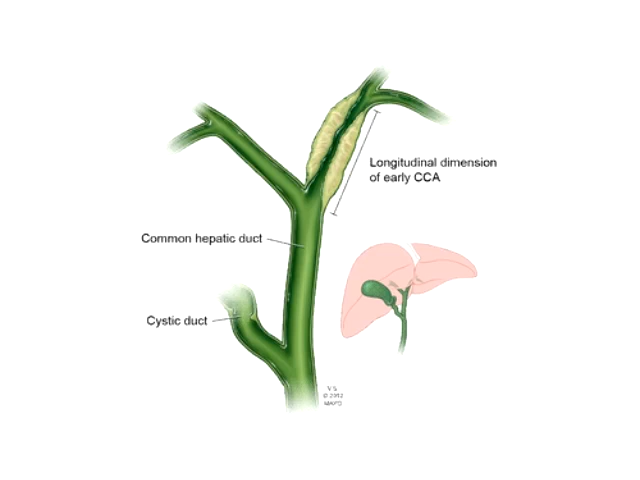 Longitudinal dimension
of early CCA
Common hepatic duct
Cystic duct
© 2012
MAYO